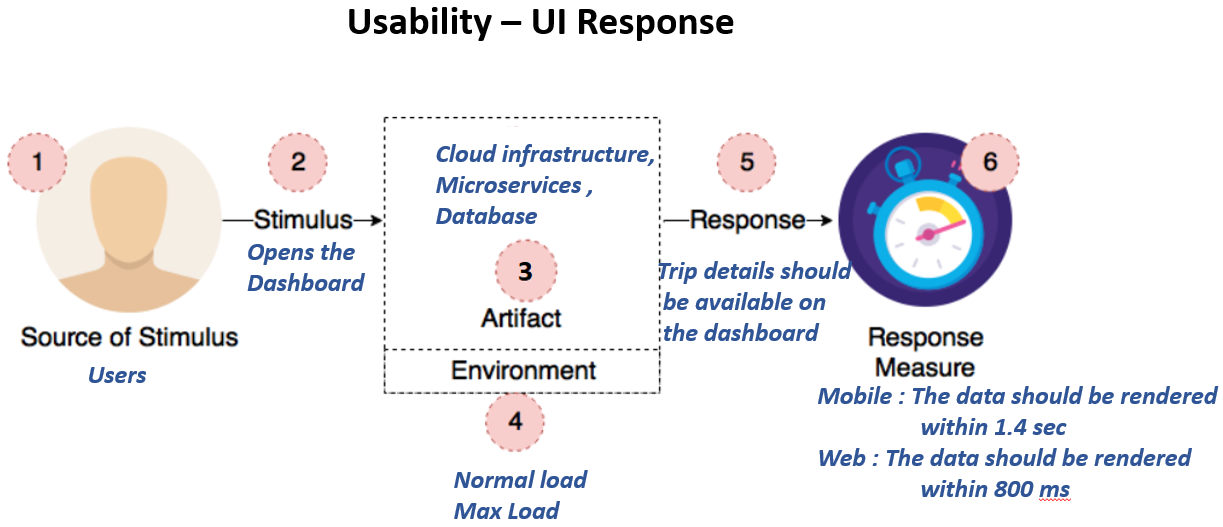 Usability – UI Response
1
Source of Stimulus
Users
2
Stimulus
Opens the
Dashboard
Cloud infrastructure,
Microservices ,
Database
3
Artifact
Environment
4
Normal load
Max Load
5
Response
Trip details should
be available on
the dashboard
6
Response
Measure
Mobile : The data should be rendered
within 1.4 sec
Web : The data should be rendered
within 800 ms